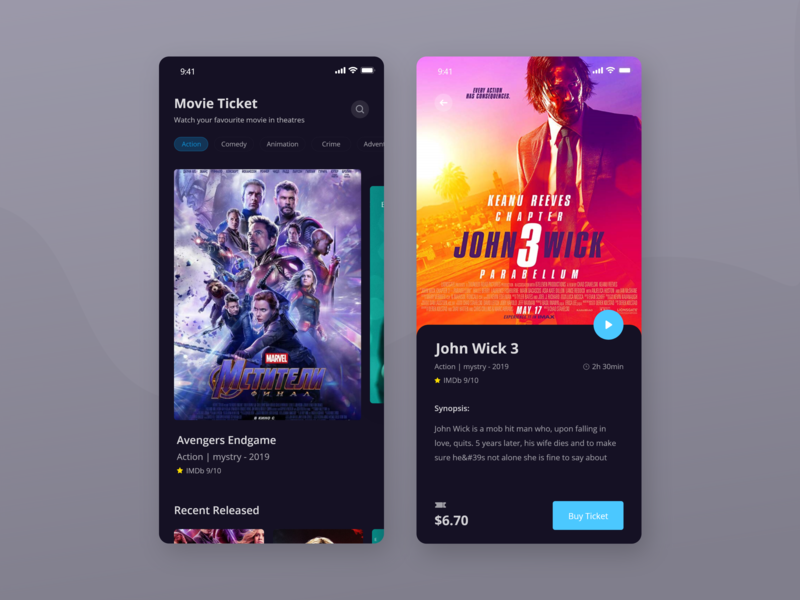 9:41
Movie Ticket
Watch your favourite movie in theatres
Action
Comedy
Animation
Crime
Advent
MARVEL
МСТИТЕЛИ
ФИНАЛ
В КИНО С
Avengers Endgame
Action | mystry - 2019
IMDb 9/10
Recent Released
9:41
EVERY ACTION
HAS CONSEQUENCES.
KEANU REEVES
CHAPTER
JOHN 3 WICK
PARABELLUM
MAY 17
John Wick 3
Action | mystry - 2019
2h 30min
IMDb 9/10
Synopsis:
John Wick is a mob hit man who, upon falling in
love, quits. 5 years later, his wife dies and to make
sure he&#39s not alone she is fine to say about
$6.70
Buy Ticket